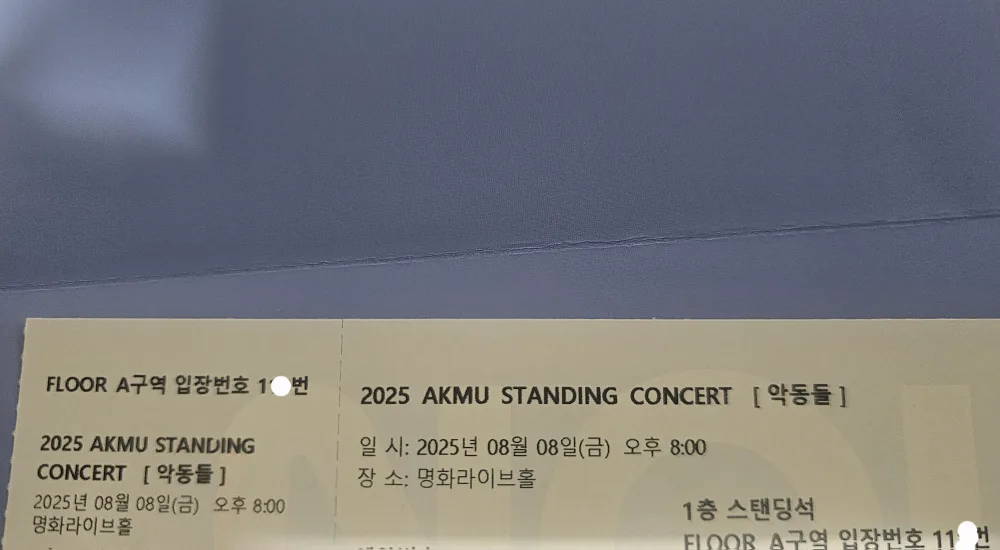 FLOOR A구역 입장번호 번
2025 AKMU STANDING
CONCERT [ 악동들 ]
2025년 08월 08일(금) 오후 8:00
명화라이브홀
2025 AKMU STANDING CONCERT [ 악동들 ]
일 시: 2025년 08월 08일(금) 오후 8:00
장 소: 명화라이브홀
1층 스탠딩석
FLOOR A구역 입장번호 번